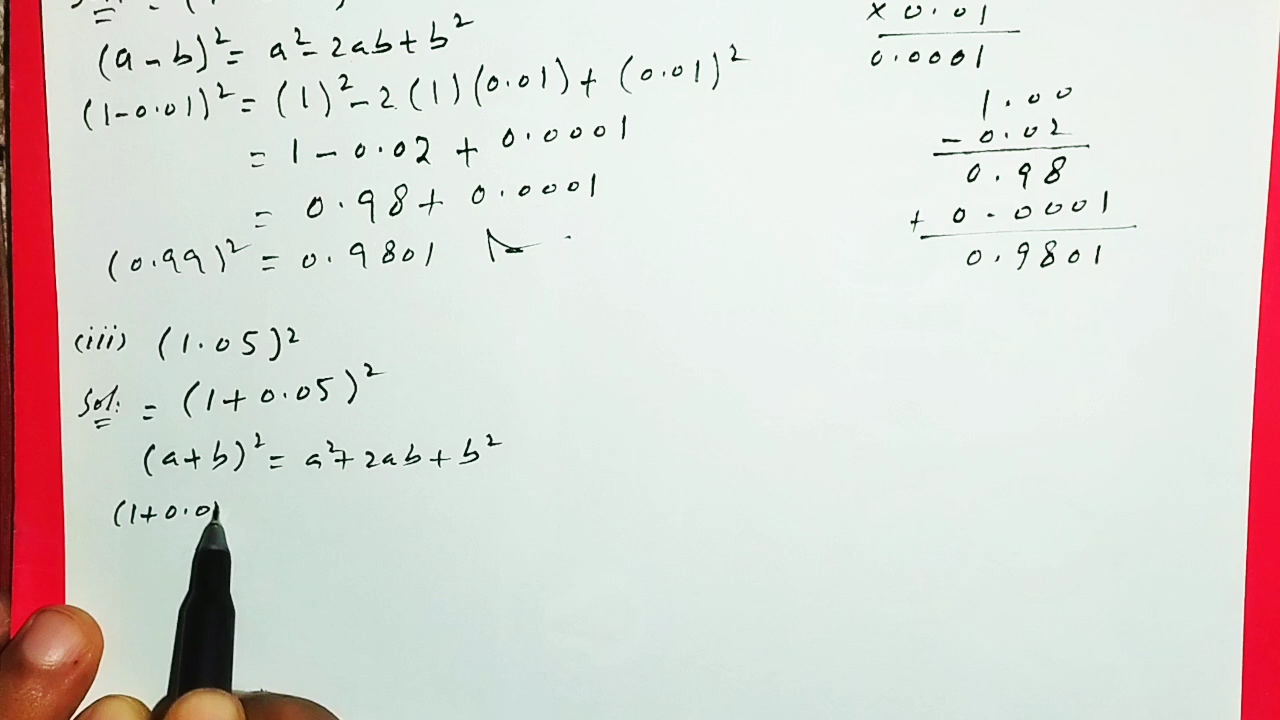 (a-b)² = a² - 2ab + b²
(1-0.01)² = (1)² - 2(1)(0.01) + (0.01)²
= 1 - 0.02 + 0.0001
= 0.98 + 0.0001
(0.99)² = 0.9801
(iii) (1.05)²
Sol: = (1 + 0.05)²
(a+b)² = a² + 2ab + b²
(1+0.0
× 0.01
0.0001
1.00
- 0.02
0.98
+ 0.0001
0.9801